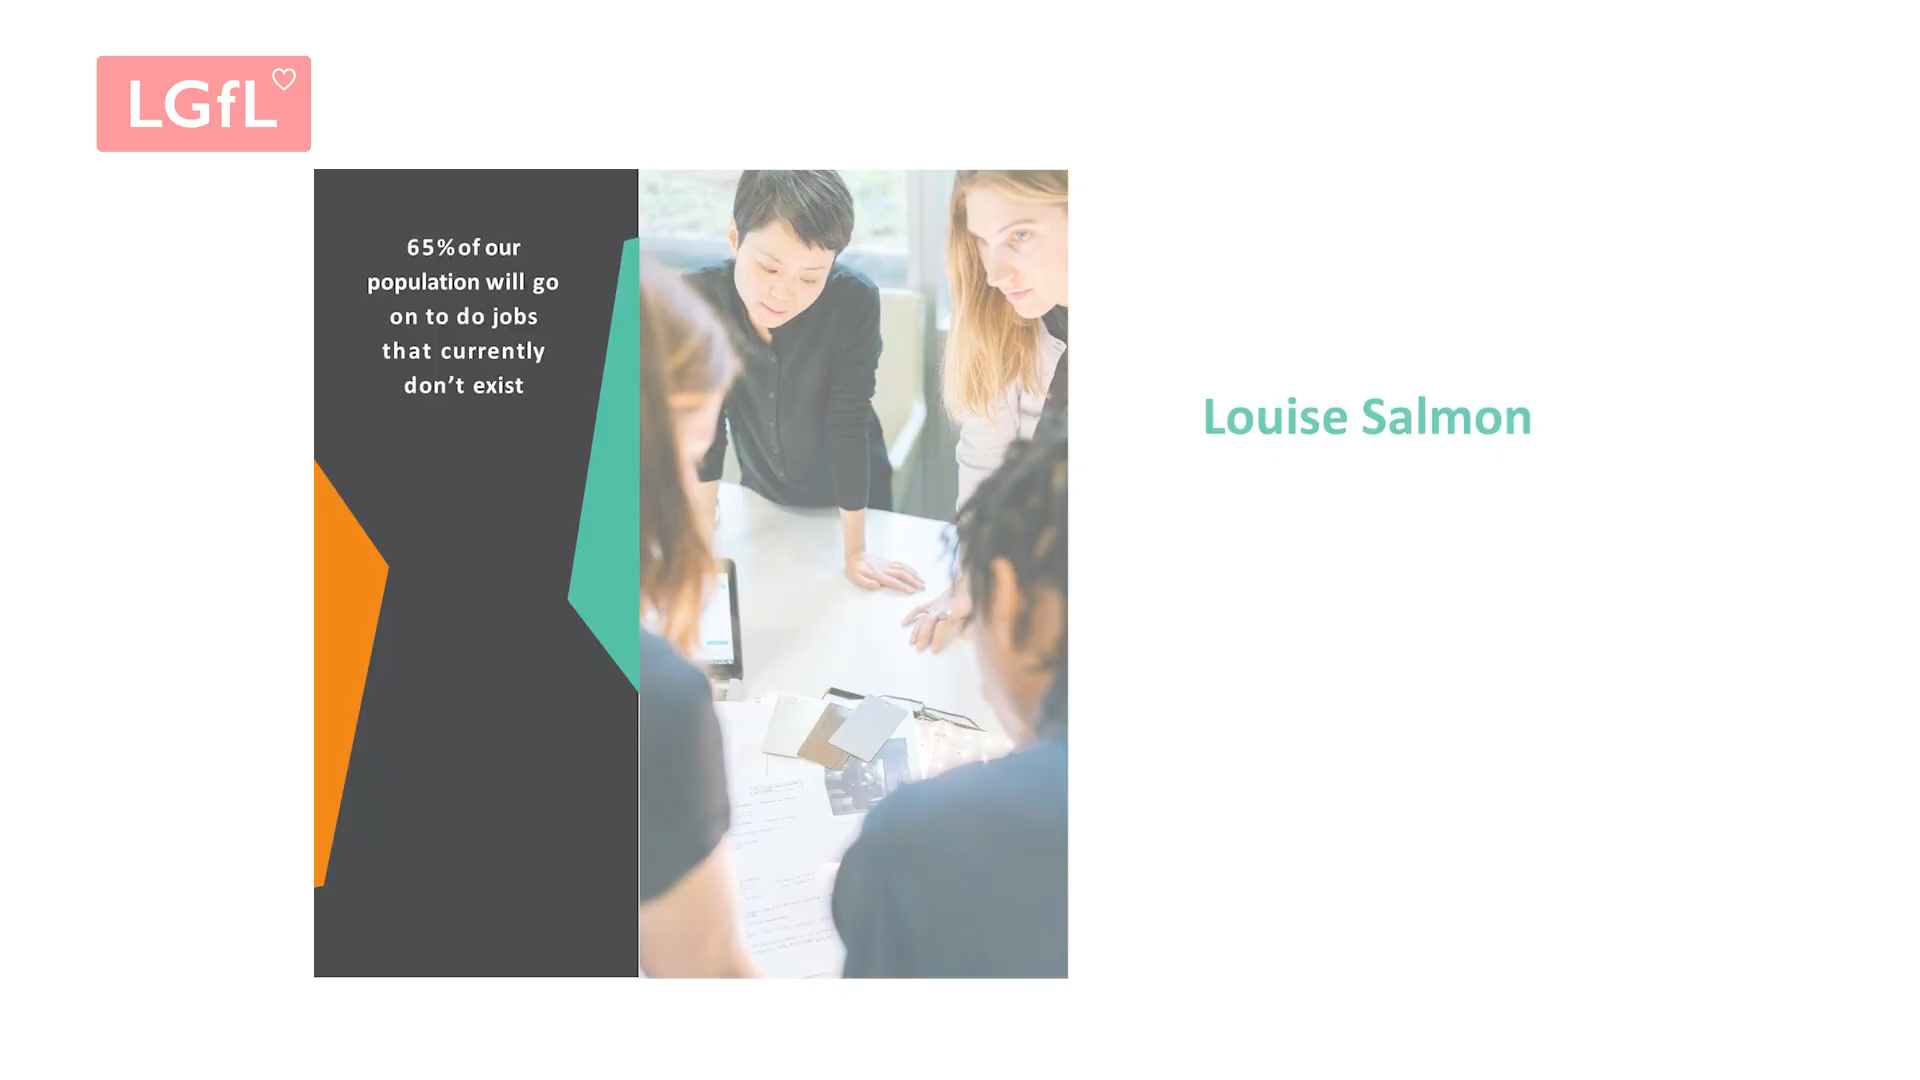 LGfL
65% of our
population will go
on to do jobs
that currently
don’t exist
Louise Salmon